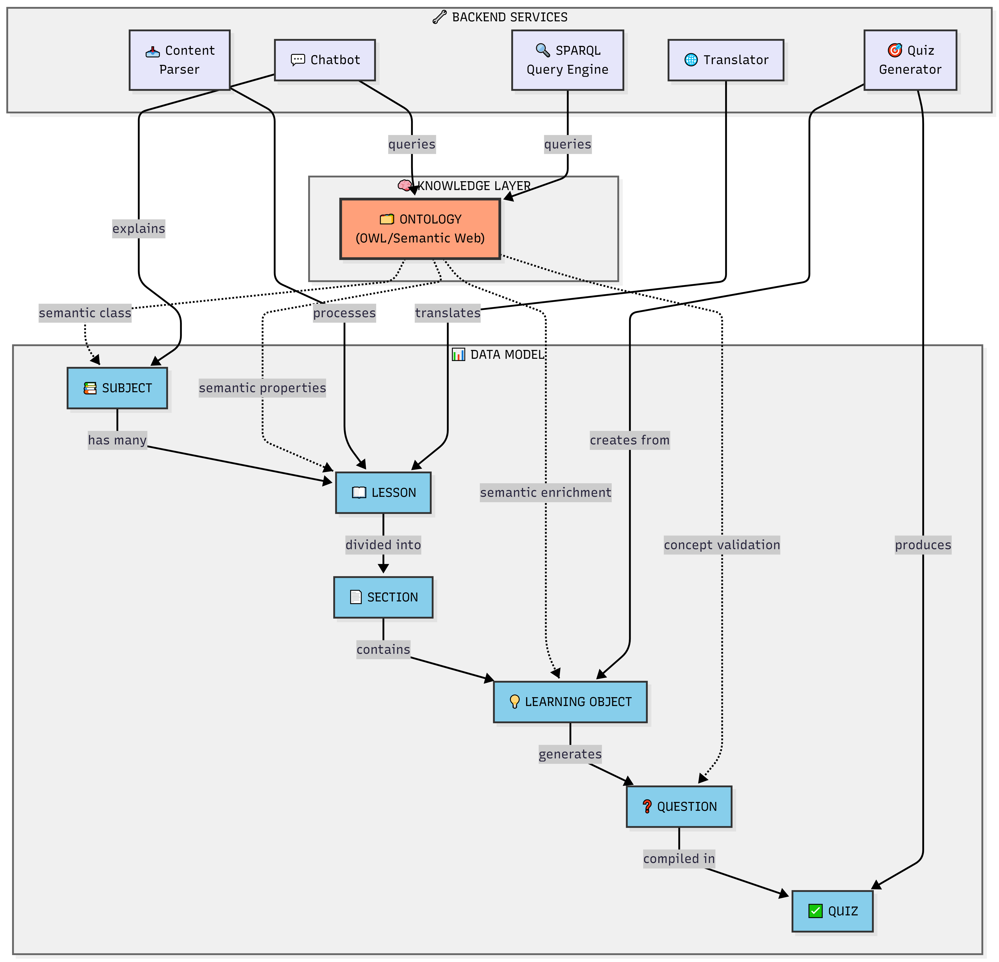 🔧 BACKEND SERVICES
📥 Content
Parser
💬 Chatbot
🔍 SPARQL
Query Engine
🌐 Translator
🎯 Quiz
Generator
queries
queries
🧠 KNOWLEDGE LAYER
🗂️ ONTOLOGY
(OWL/Semantic Web)
explains
semantic class
processes
translates
📊 DATA MODEL
📚 SUBJECT
semantic properties
has many
creates from
📖 LESSON
semantic enrichment
divided into
concept validation
produces
📄 SECTION
contains
💡 LEARNING OBJECT
generates
❓ QUESTION
compiled in
✅ QUIZ